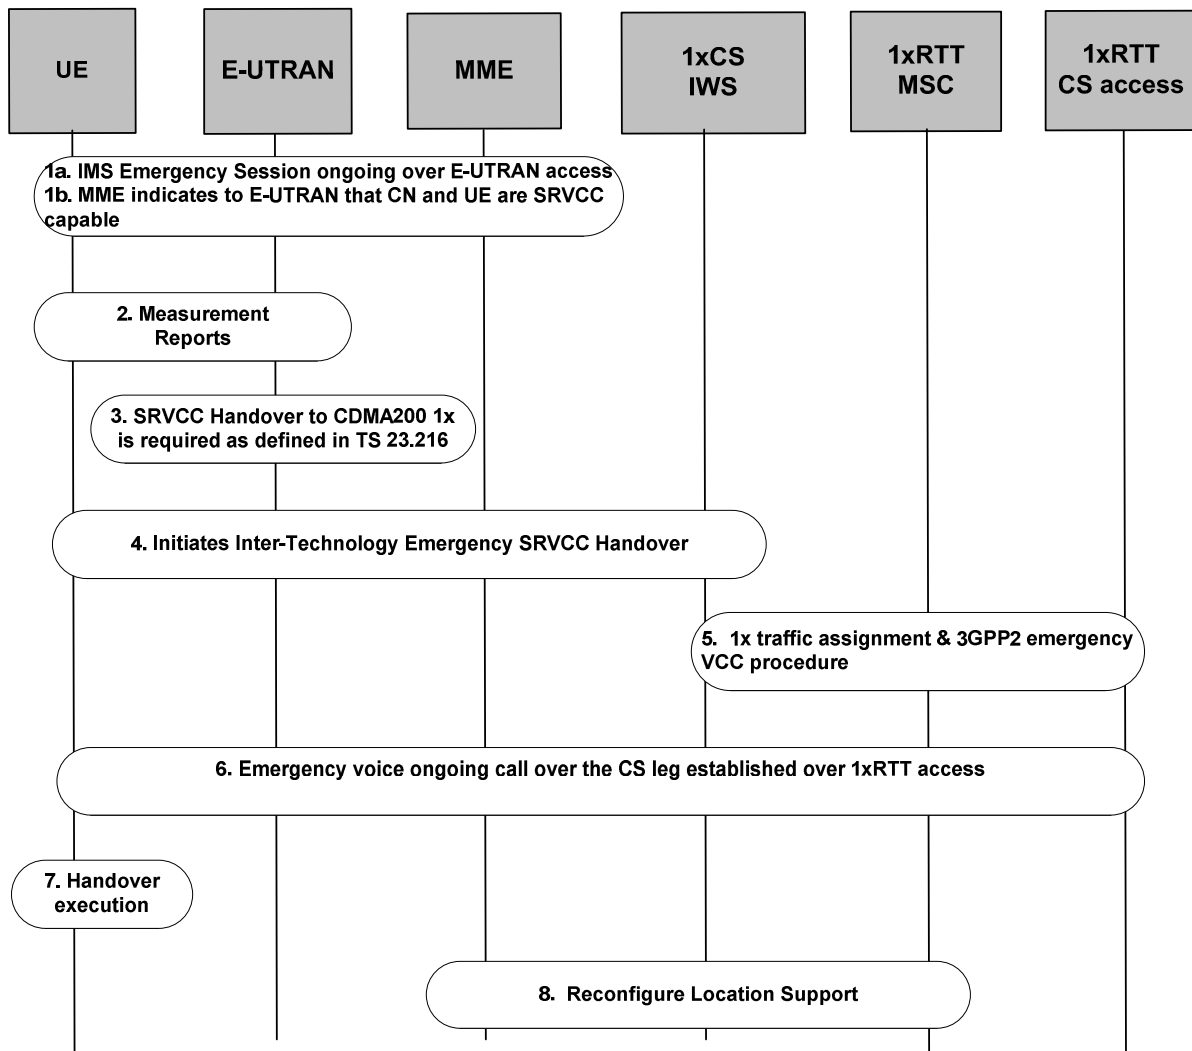 UE
E-UTRAN
MME
1xCS
IWS
1xRTT
MSC
1xRTT
CS access
1a. IMS Emergency Session ongoing over E-UTRAN access
1b. MME indicates to E-UTRAN that CN and UE are SRVCC
capable
2. Measurement
Reports
3. SRVCC Handover to CDMA200 1x
is required as defined in TS 23.216
4. Initiates Inter-Technology Emergency SRVCC Handover
5. 1x traffic assignment & 3GPP2 emergency
VCC procedure
6. Emergency voice ongoing call over the CS leg established over 1xRTT access
7. Handover
execution
8. Reconfigure Location Support